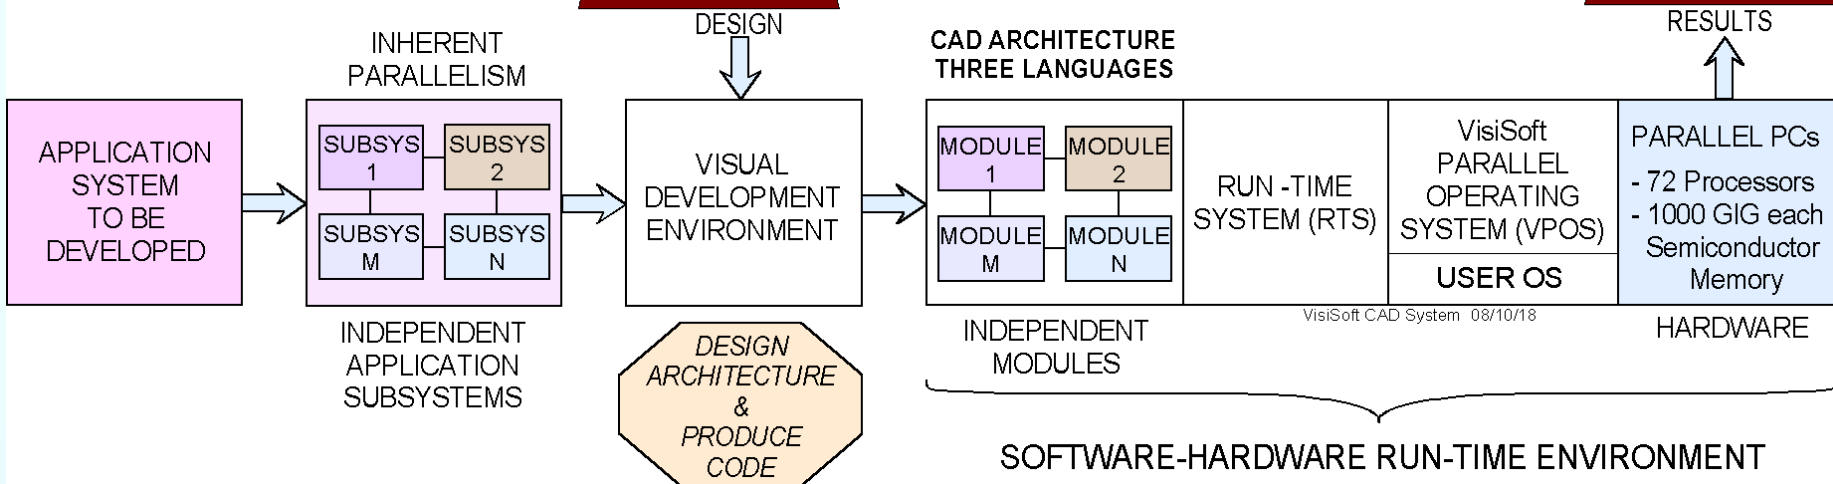 DESIGN
RESULTS
INHERENT
PARALLELISM
CAD ARCHITECTURE
THREE LANGUAGES
APPLICATION
SYSTEM
TO BE
DEVELOPED
SUBSYS
1
SUBSYS
2
SUBSYS
M
SUBSYS
N
INDEPENDENT
APPLICATION
SUBSYSTEMS
VISUAL
DEVELOPMENT
ENVIRONMENT
DESIGN
ARCHITECTURE
&
PRODUCE
CODE
MODULE
1
MODULE
2
MODULE
M
MODULE
N
INDEPENDENT
MODULES
RUN -TIME
SYSTEM (RTS)
VisiSoft
PARALLEL
OPERATING
SYSTEM (VPOS)
USER OS
PARALLEL PCs
- 72 Processors
- 1000 GIG each
Semiconductor
Memory
VisiSoft CAD System 08/10/18
HARDWARE
SOFTWARE-HARDWARE RUN-TIME ENVIRONMENT